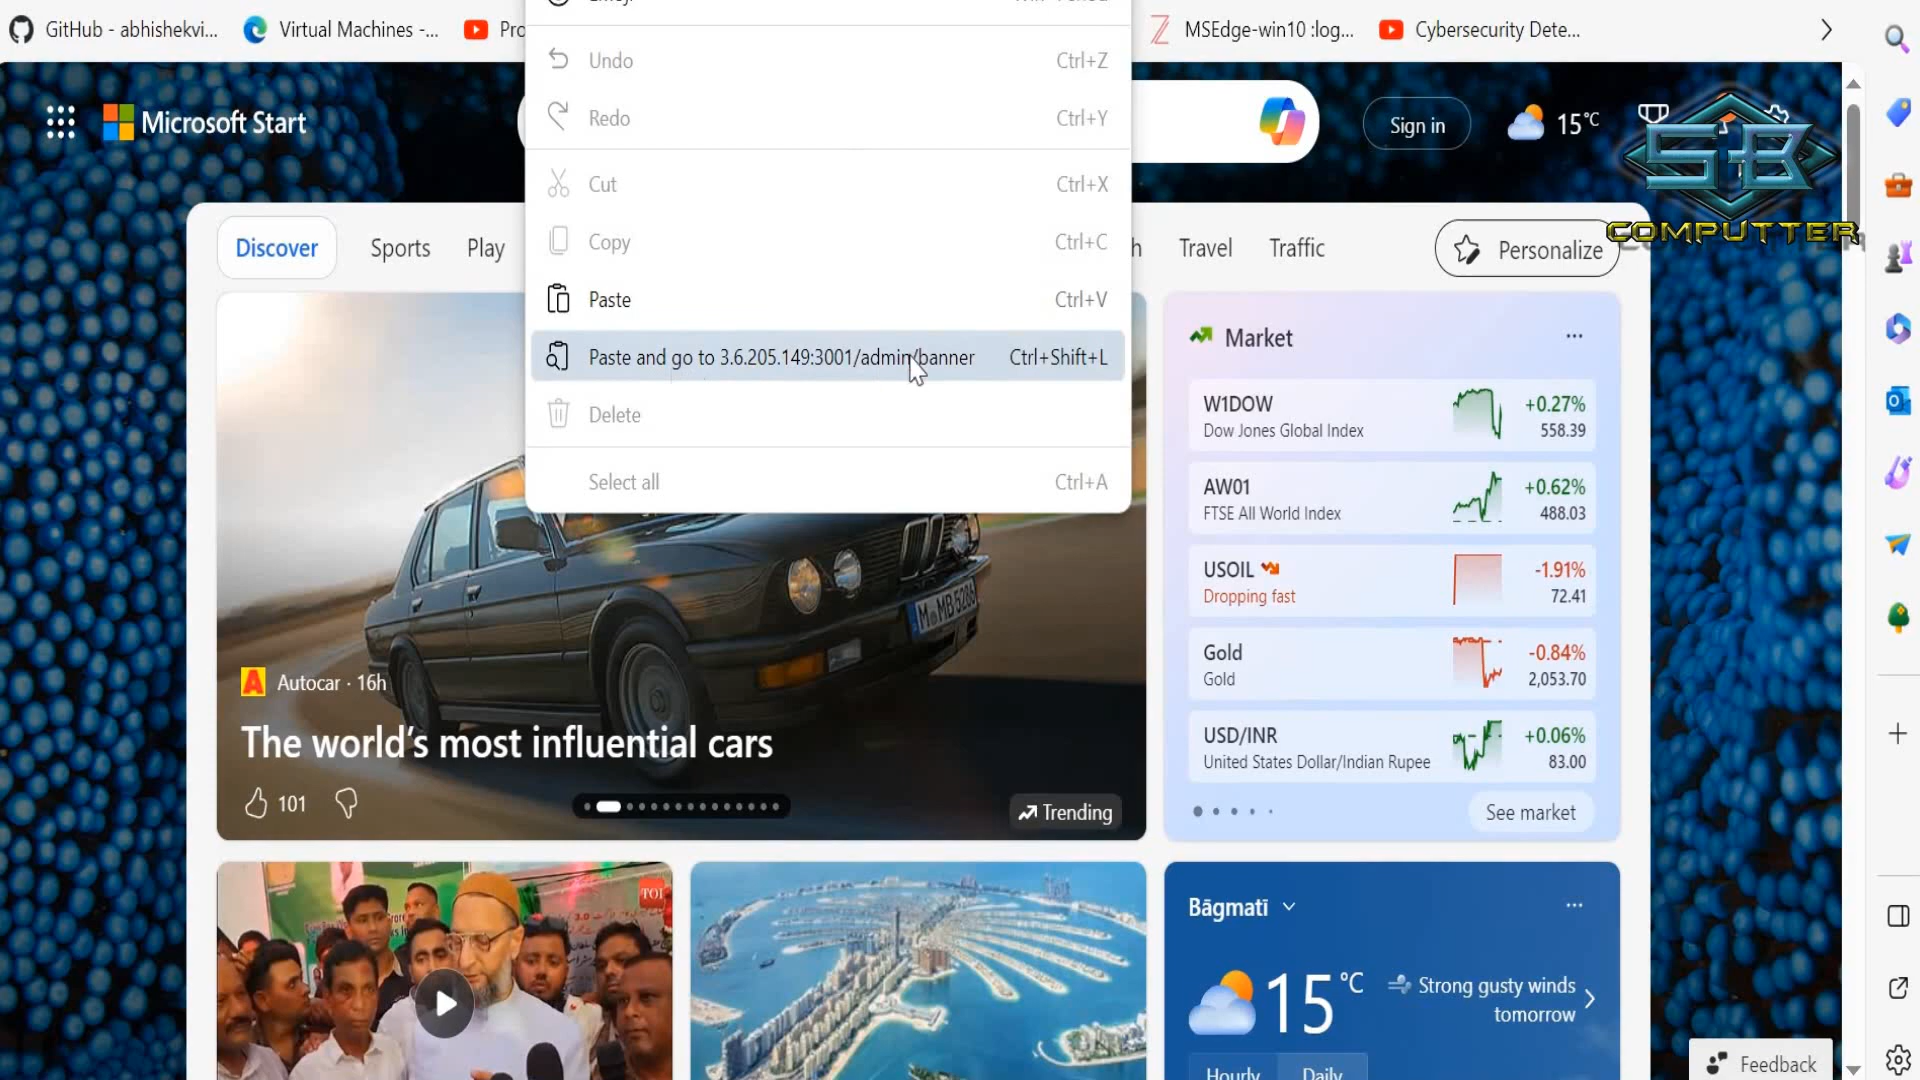 GitHub - abhishekvi...
Virtual Machines -...
MSEdge-win10 :log...
Cybersecurity Dete...
Undo Ctrl+Z
Redo Ctrl+Y
Cut Ctrl+X
Copy Ctrl+C
Paste Ctrl+V
Paste and go to 3.6.205.149:3001/admin/banner Ctrl+Shift+L
Delete
Select all Ctrl+A
Microsoft Start
Sign in
15°C
SB
COMPUTTER
Discover
Sports
Play
Travel
Traffic
Personalize
Autocar · 16h
The world's most influential cars
101
Trending
M MB 5286
Market
W1DOW +0.27%
Dow Jones Global Index 558.39
AW01 +0.62%
FTSE All World Index 488.03
USOIL -1.91%
Dropping fast 72.41
Gold -0.84%
Gold 2,053.70
USD/INR +0.06%
United States Dollar/Indian Rupee 83.00
See market
TOI
Bāgmatī
15°C
Strong gusty winds
tomorrow
Hourly
Daily
Feedback